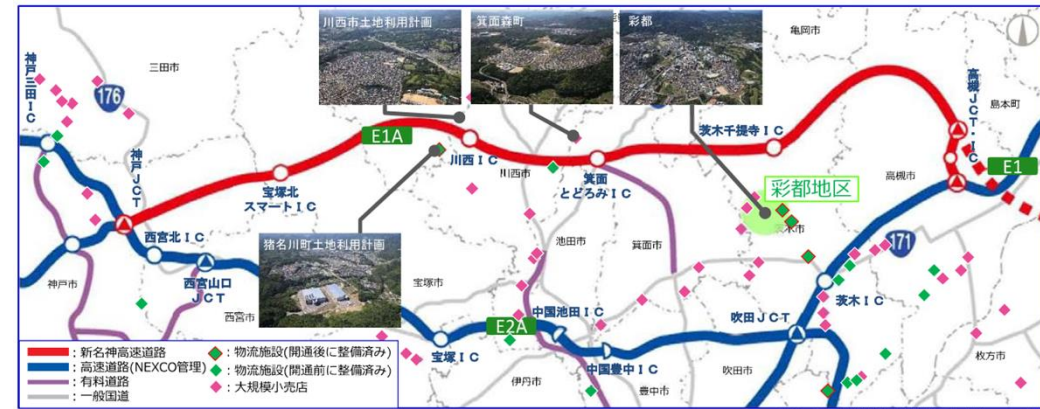 川西市土地利用計画
箕面森町
彩都
亀岡市
神戸三田IC
三田市
176
高槻JCT・IC
島本町
E1A
茨木千提寺IC
E1
川西IC
川西市
箕面
とどろみIC
宝塚北
スマートIC
神戸JCT
高槻市
彩都地区
茨木市
西宮北IC
猪名川町土地利用計画
池田市
箕面市
171
西宮山口
JCT
神戸市
宝塚市
茨木IC
西宮市
中国池田IC
吹田JCT
E2A
宝塚IC
中国豊中IC
枚方市
伊丹市
豊中市
吹田市
：新名神高速道路
：高速道路(NEXCO管理)
：有料道路
：一般国道
：物流施設(開通後に整備済み)
：物流施設(開通前に整備済み)
：大規模小売店